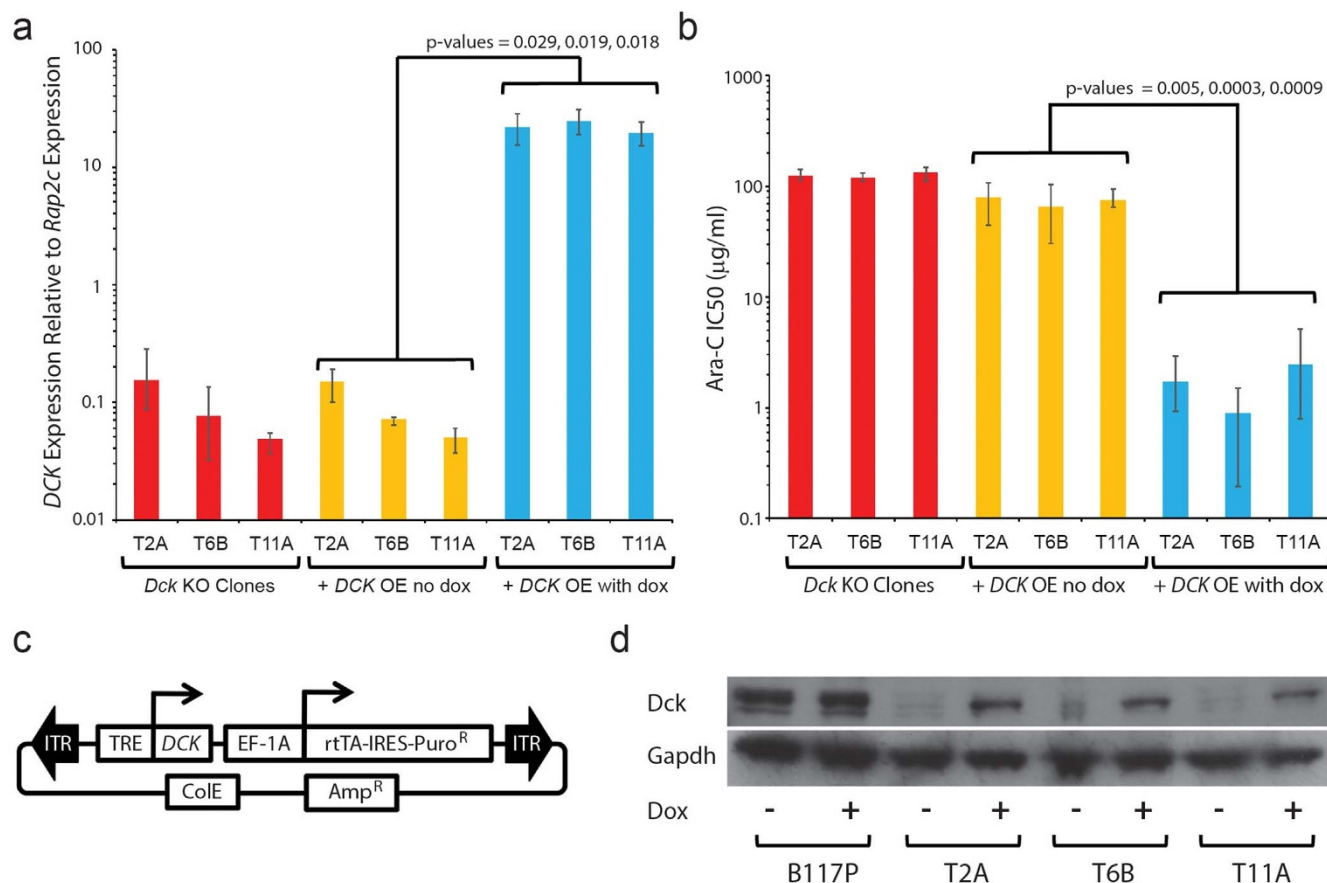 a
p-values = 0.029, 0.019, 0.018
DCK Expression Relative to Rap2c Expression
100
10
1
0.1
0.01
T2A T6B T11A T2A T6B T11A T2A T6B T11A
Dck KO Clones + DCK OE no dox + DCK OE with dox
b
p-values = 0.005, 0.0003, 0.0009
Ara-C IC50 (µg/ml)
1000
100
10
1
0.1
T2A T6B T11A T2A T6B T11A T2A T6B T11A
Dck KO Clones + DCK OE no dox + DCK OE with dox
c
ITR TRE DCK EF-1A rtTA-IRES-Puro^R ITR
ColE Amp^R
d
Dck
Gapdh
Dox - + - + - + - +
B117P T2A T6B T11A